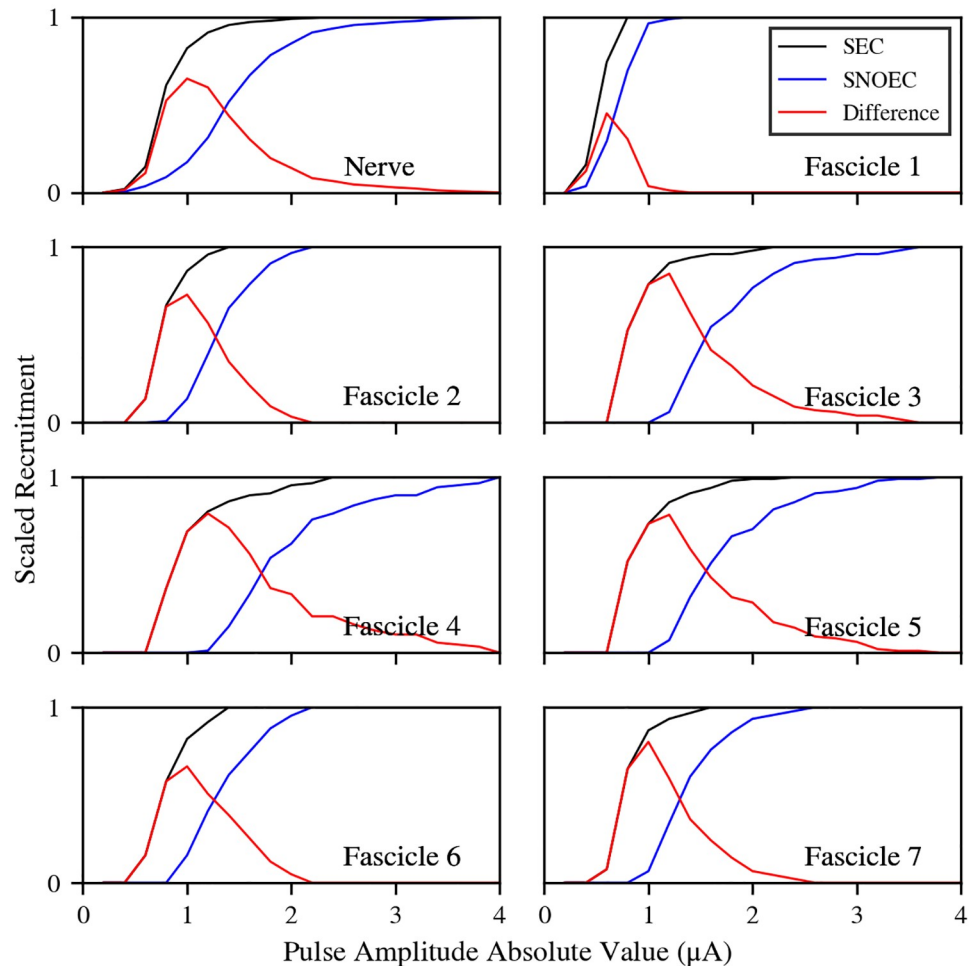 1
0
Nerve
SEC
SNOEC
Difference
Fascicle 1
1
0
Fascicle 2
Fascicle 3
Scaled Recruitment
1
0
Fascicle 4
Fascicle 5
1
0
Fascicle 6
Fascicle 7
0 1 2 3 4 0 1 2 3 4
Pulse Amplitude Absolute Value (μA)